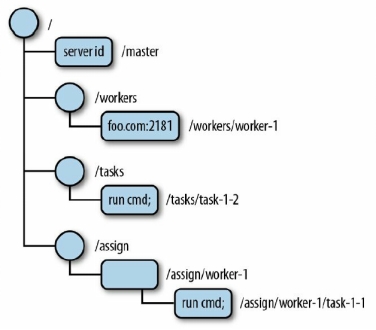 /
server id /master
/workers
foo.com:2181 /workers/worker-1
/tasks
run cmd; /tasks/task-1-2
/assign
/assign/worker-1
run cmd; /assign/worker-1/task-1-1